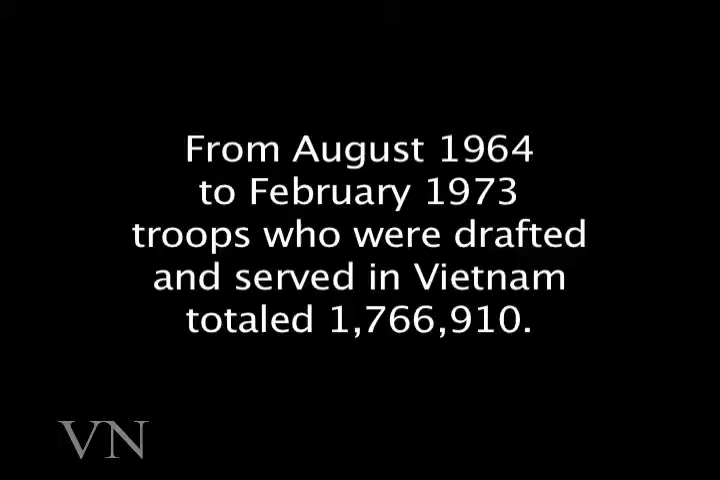 From August 1964
to February 1973
troops who were drafted
and served in Vietnam
totaled 1,766,910.
VN